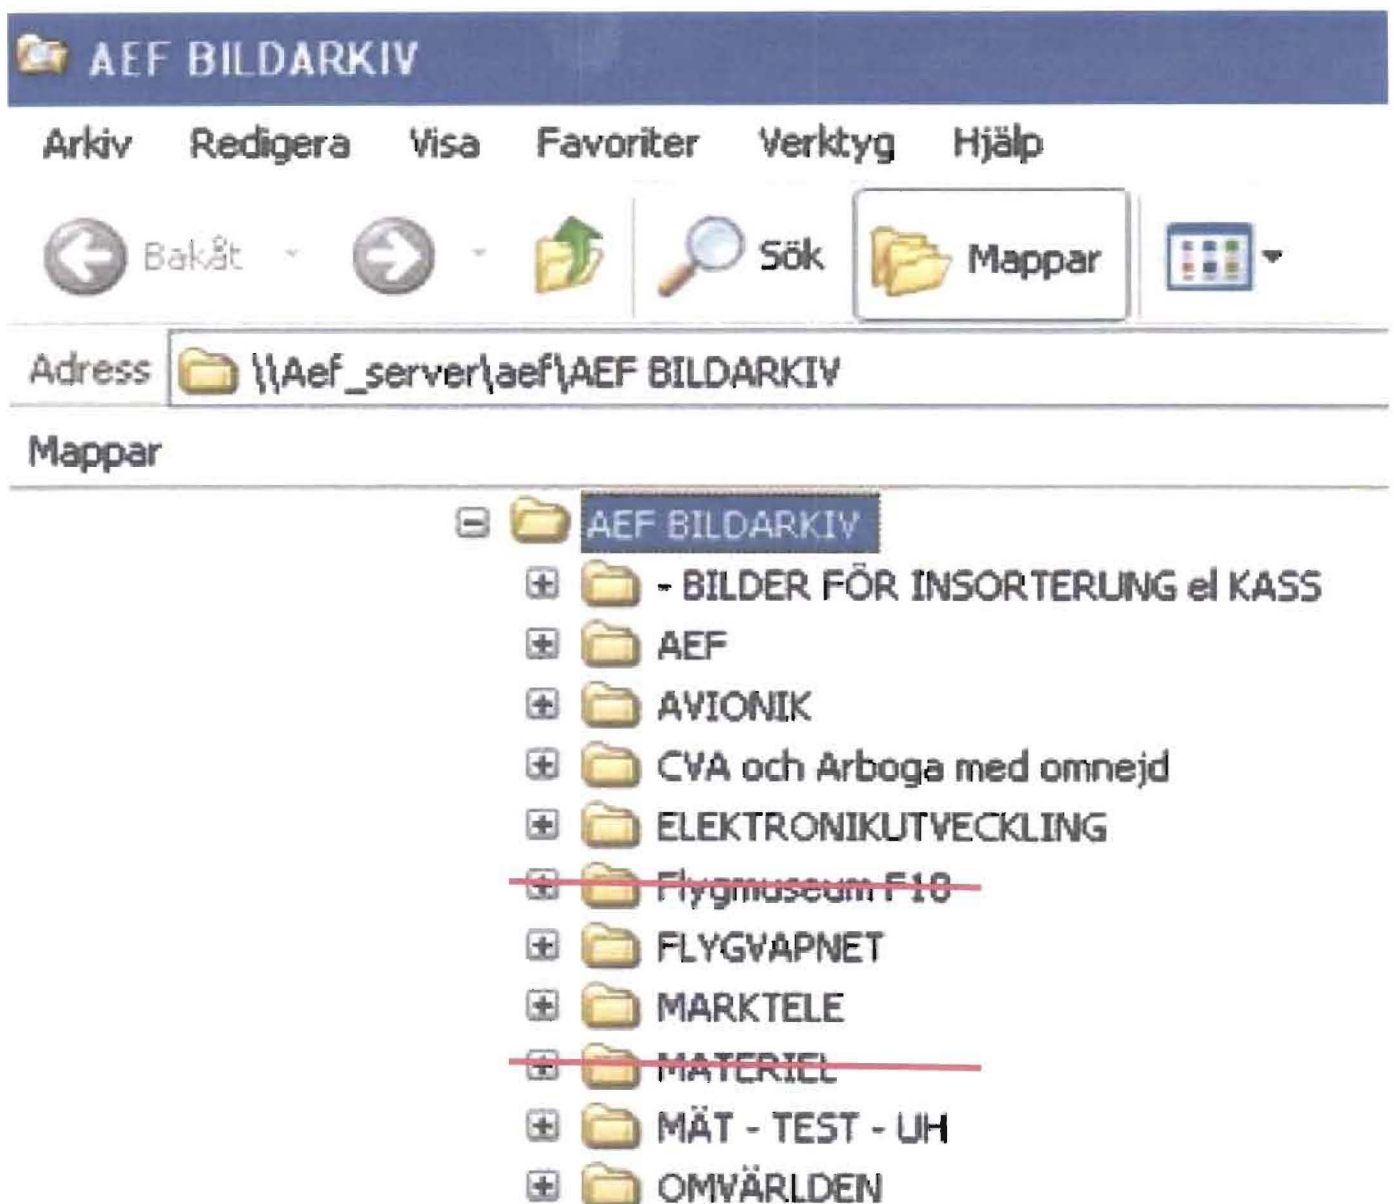 AEF BILDARKIV
Arkiv Redigera Visa Favoriter Verktyg Hjälp
Bakåt Sök Mappar
Adress \\Aef_server\aef\AEF BILDARKIV
Mappar
AEF BILDARKIV
- BILDER FÖR INSORTERUNG el KASS
AEF
AVIONIK
CVA och Arboga med omnejd
ELEKTRONIKUTVECKLING
Flygmuseum F18
FLYGVAPNET
MARKTELE
MATERIEL
MÄT - TEST - UH
OMVÄRLDEN